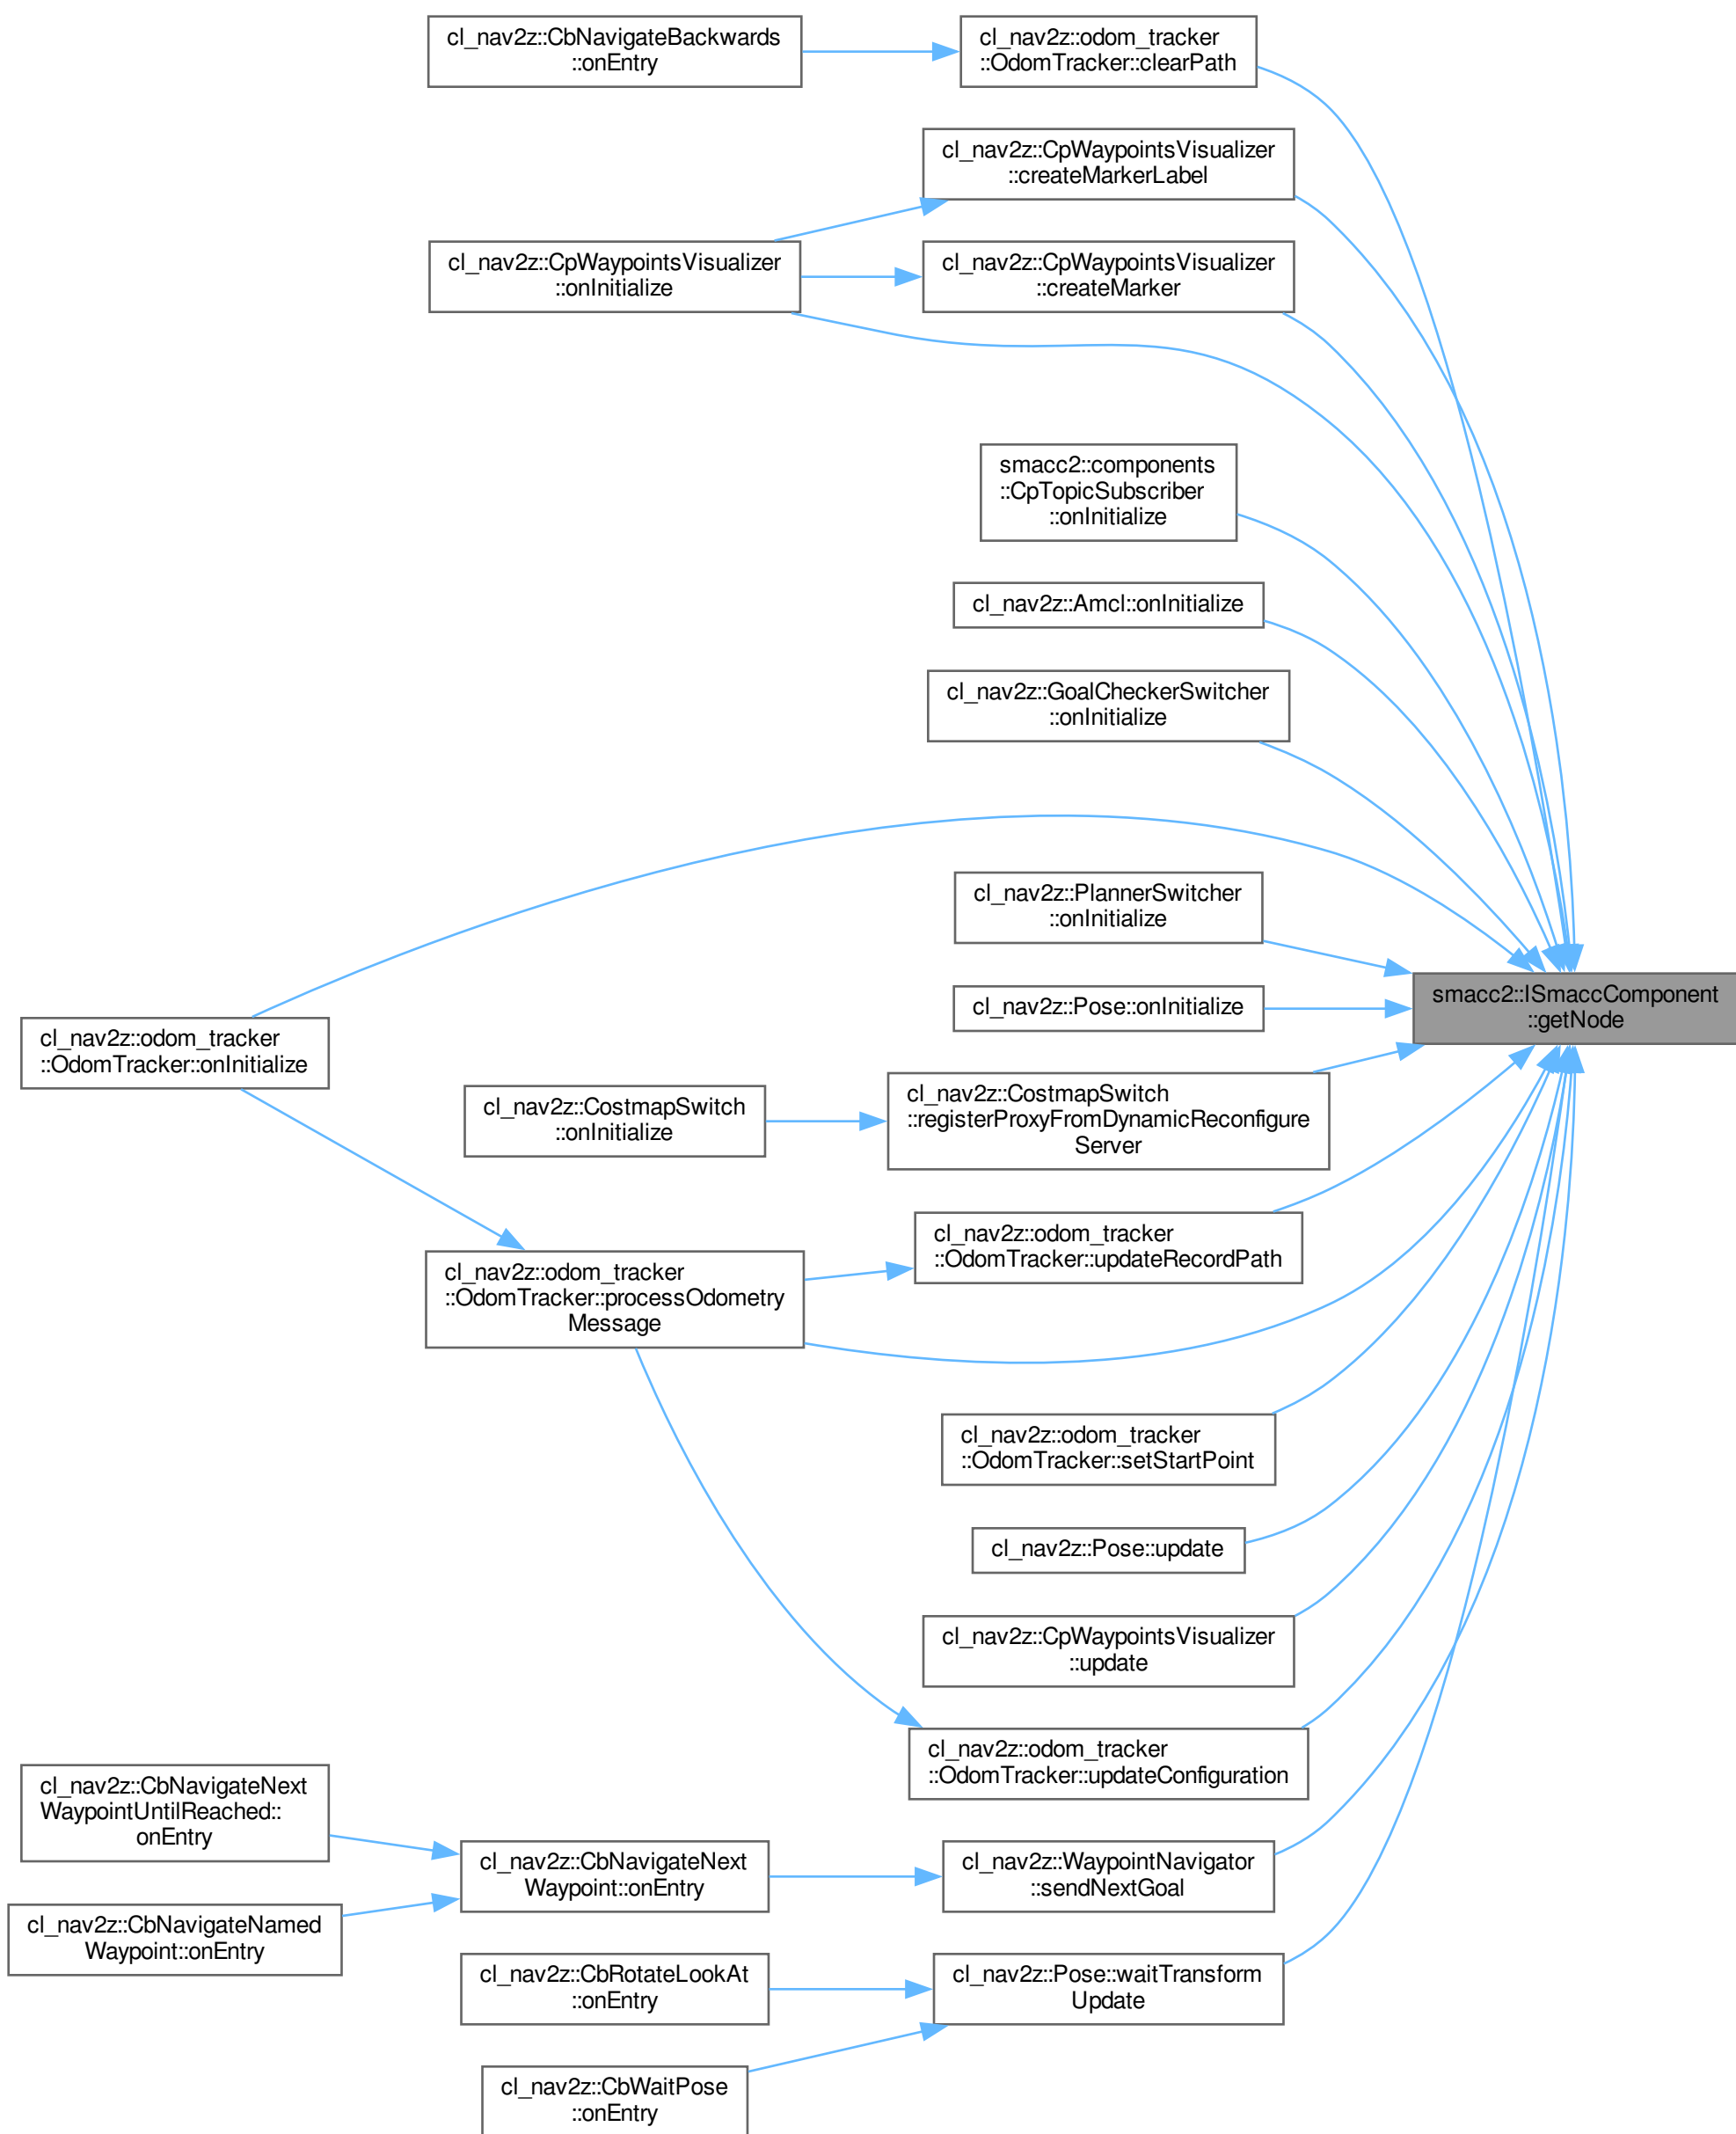 cl_nav2z::CbNavigateBackwards
::onEntry
cl_nav2z::odom_tracker
::OdomTracker::clearPath
cl_nav2z::CpWaypointsVisualizer
::createMarkerLabel
cl_nav2z::CpWaypointsVisualizer
::onInitialize
cl_nav2z::CpWaypointsVisualizer
::createMarker
smacc2::components
::CpTopicSubscriber
::onInitialize
cl_nav2z::Amcl::onInitialize
cl_nav2z::GoalCheckerSwitcher
::onInitialize
cl_nav2z::PlannerSwitcher
::onInitialize
cl_nav2z::Pose::onInitialize
smacc2::ISmaccComponent
::getNode
cl_nav2z::odom_tracker
::OdomTracker::onInitialize
cl_nav2z::CostmapSwitch
::onInitialize
cl_nav2z::CostmapSwitch
::registerProxyFromDynamicReconfigure
Server
cl_nav2z::odom_tracker
::OdomTracker::updateRecordPath
cl_nav2z::odom_tracker
::OdomTracker::processOdometry
Message
cl_nav2z::odom_tracker
::OdomTracker::setStartPoint
cl_nav2z::Pose::update
cl_nav2z::CpWaypointsVisualizer
::update
cl_nav2z::odom_tracker
::OdomTracker::updateConfiguration
cl_nav2z::CbNavigateNext
WaypointUntilReached::
onEntry
cl_nav2z::CbNavigateNext
Waypoint::onEntry
cl_nav2z::WaypointNavigator
::sendNextGoal
cl_nav2z::CbNavigateNamed
Waypoint::onEntry
cl_nav2z::CbRotateLookAt
::onEntry
cl_nav2z::Pose::waitTransform
Update
cl_nav2z::CbWaitPose
::onEntry